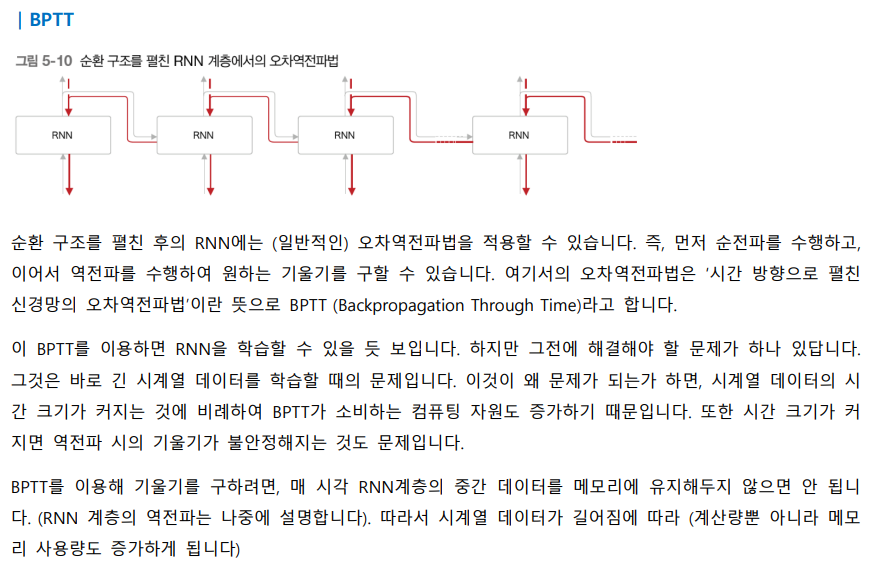 | BPTT
그림 5-10 순환 구조를 펼친 RNN 계층에서의 오차역전파법
RNN RNN RNN RNN
순환 구조를 펼친 후의 RNN에는 (일반적인) 오차역전파법을 적용할 수 있습니다. 즉, 먼저 순전파를 수행하고,
이어서 역전파를 수행하여 원하는 기울기를 구할 수 있습니다. 여기서의 오차역전파법은 '시간 방향으로 펼친
신경망의 오차역전파법'이란 뜻으로 BPTT (Backpropagation Through Time)라고 합니다.
이 BPTT를 이용하면 RNN을 학습할 수 있을 듯 보입니다. 하지만 그전에 해결해야 할 문제가 하나 있답니다.
그것은 바로 긴 시계열 데이터를 학습할 때의 문제입니다. 이것이 왜 문제가 되는가 하면, 시계열 데이터의 시
간 크기가 커지는 것에 비례하여 BPTT가 소비하는 컴퓨팅 자원도 증가하기 때문입니다. 또한 시간 크기가 커
지면 역전파 시의 기울기가 불안정해지는 것도 문제입니다.
BPTT를 이용해 기울기를 구하려면, 매 시각 RNN계층의 중간 데이터를 메모리에 유지해두지 않으면 안 됩니
다. (RNN 계층의 역전파는 나중에 설명합니다). 따라서 시계열 데이터가 길어짐에 따라 (계산량뿐 아니라 메모
리 사용량도 증가하게 됩니다)